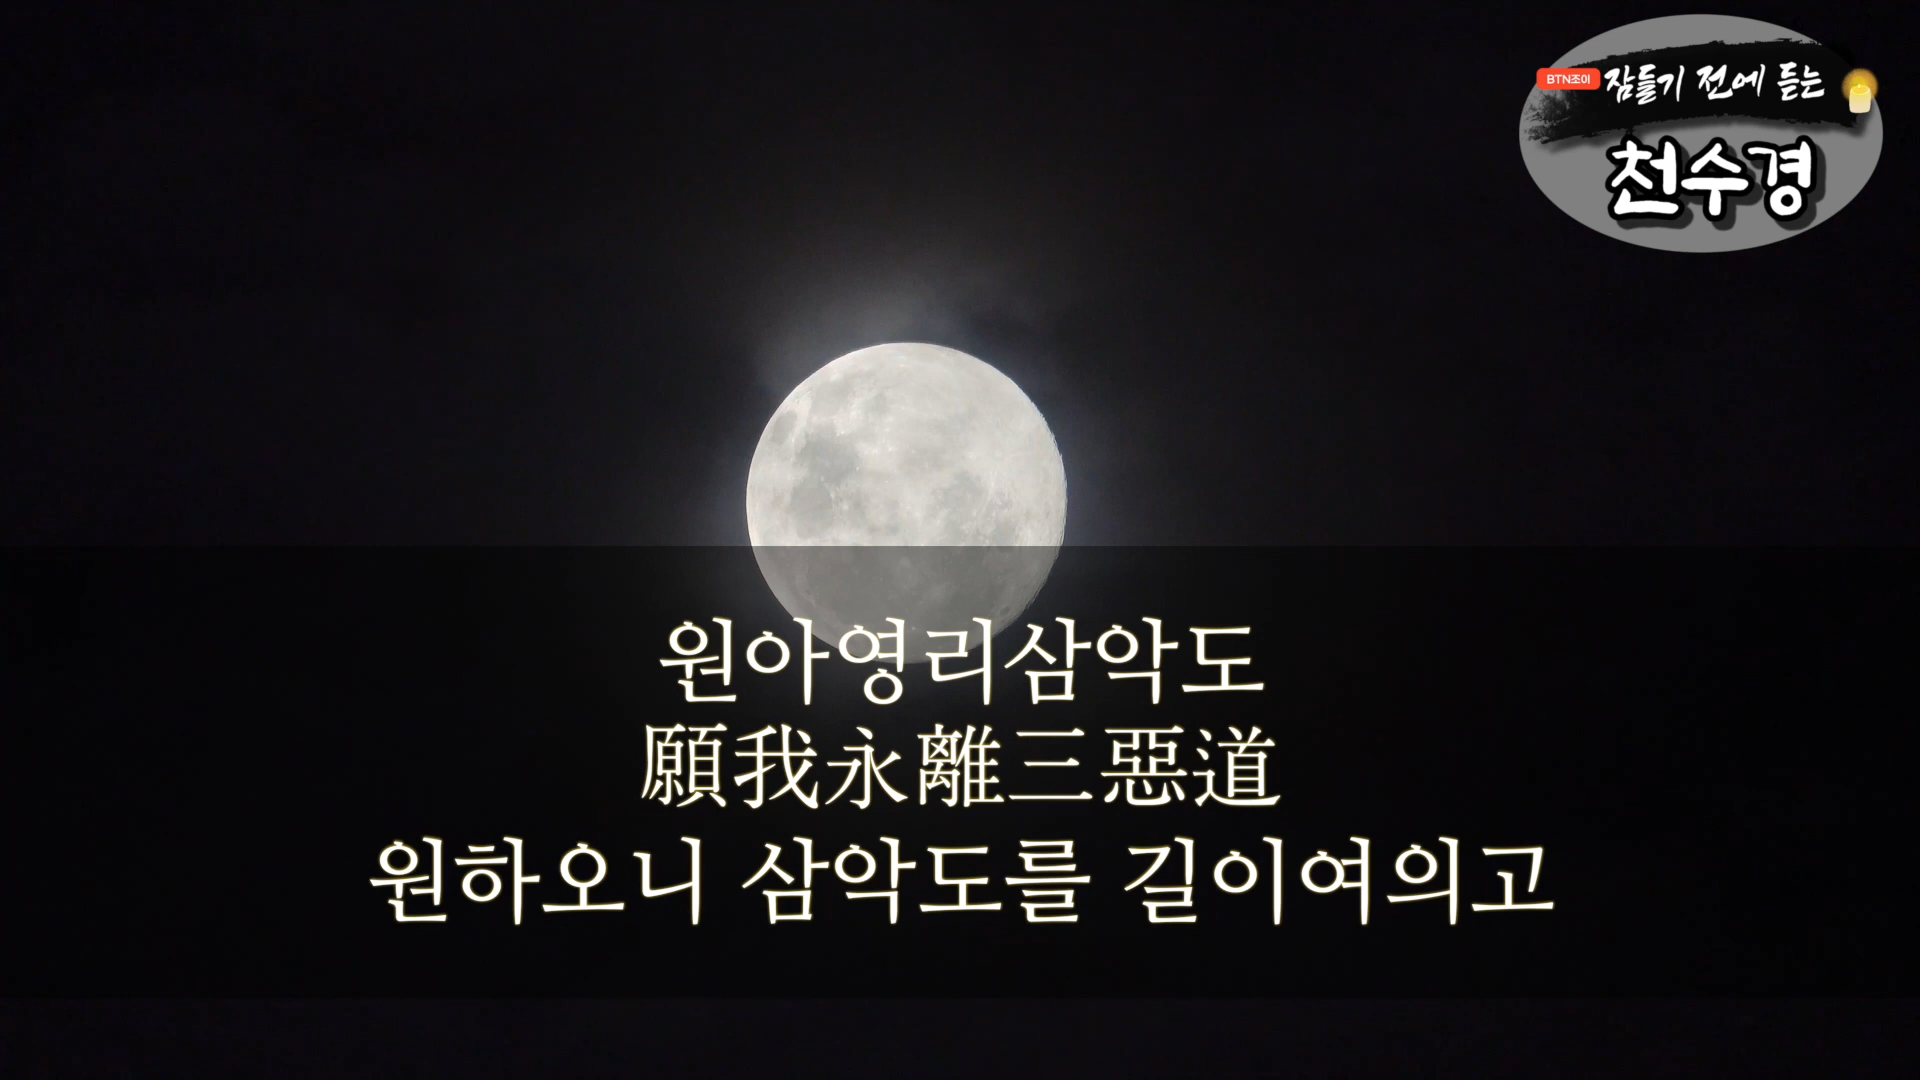 BTN조이 잠들기 전에 듣는
천수경
원아영리삼악도
願我永離三惡道
원하오니 삼악도를 길이여의고